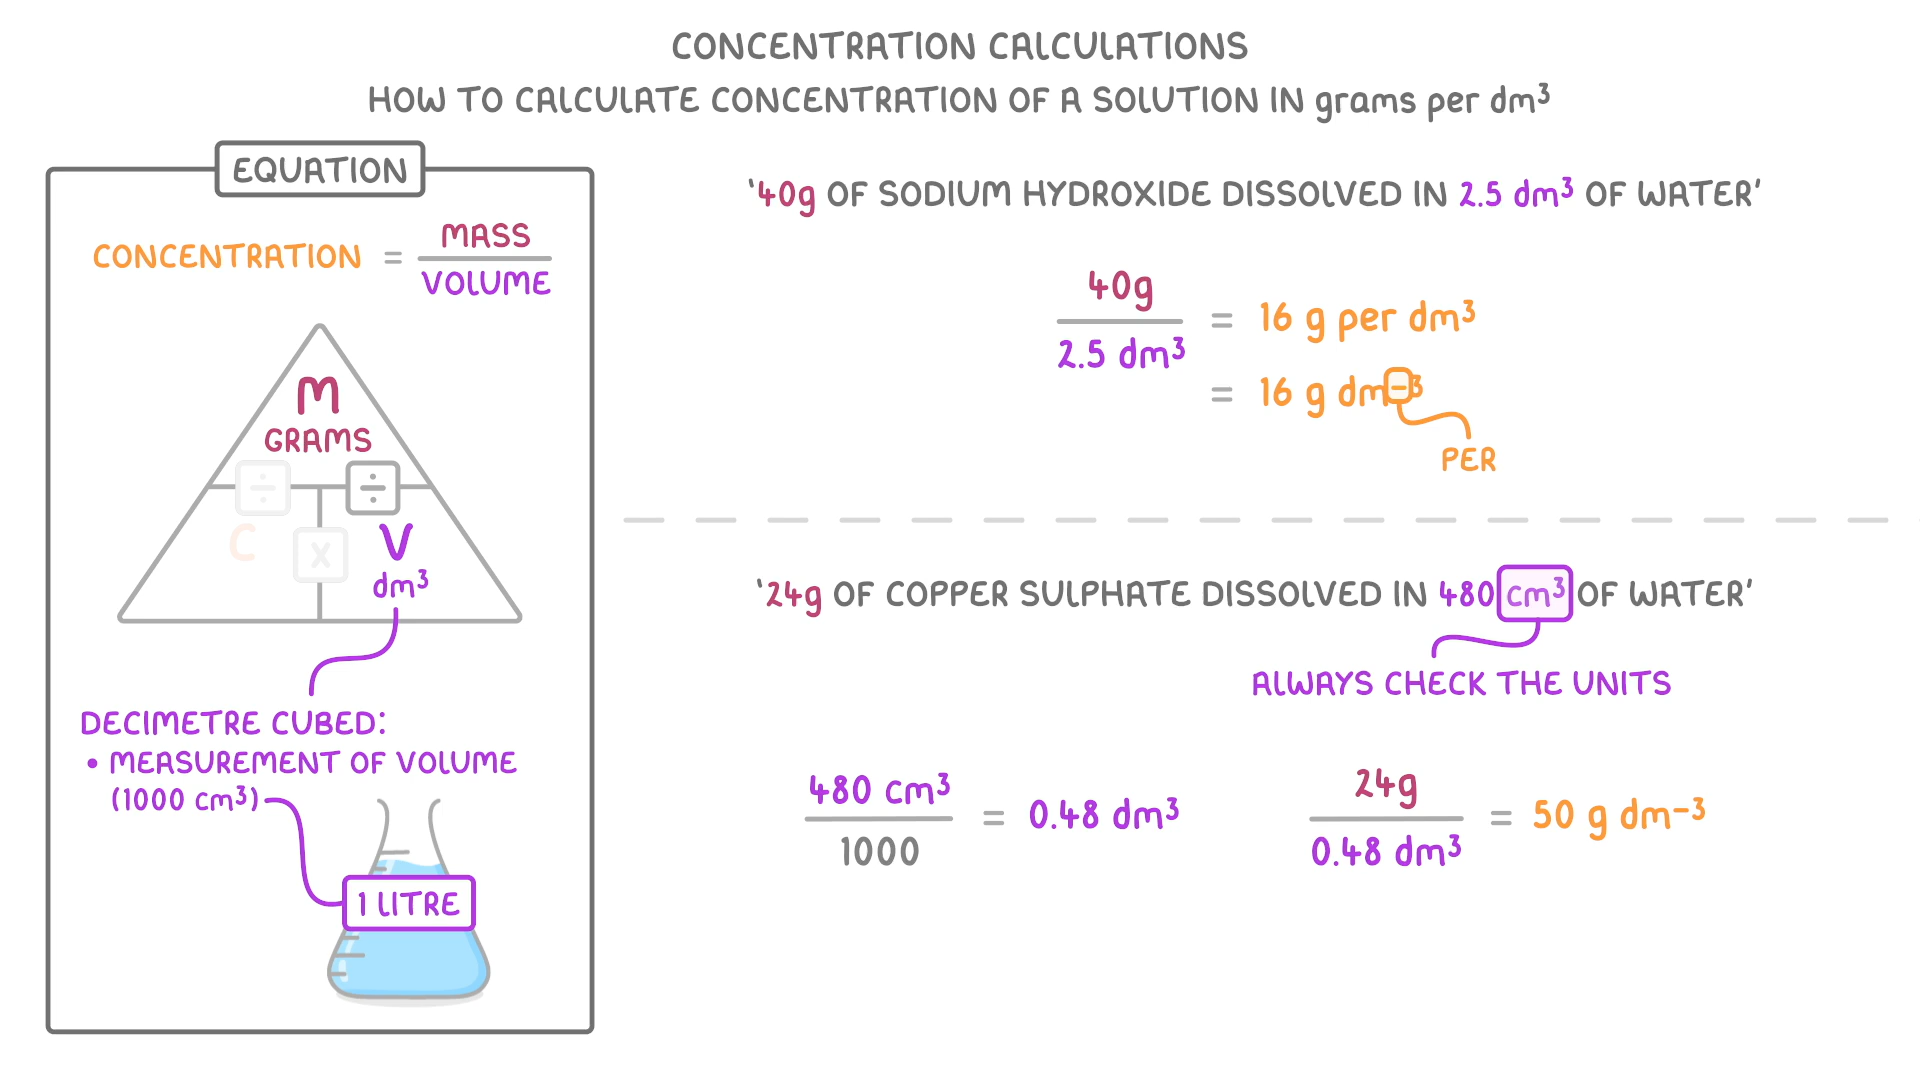 CONCENTRATION CALCULATIONS
HOW TO CALCULATE CONCENTRATION OF A SOLUTION IN grams per dm³
EQUATION
CONCENTRATION = MASS
VOLUME
M
GRAMS
÷ ÷
C x V
dm³
DECIMETRE CUBED:
• MEASUREMENT OF VOLUME
(1000 cm³)
1 LITRE
'40g OF SODIUM HYDROXIDE DISSOLVED IN 2.5 dm³ OF WATER'
40g
2.5 dm³
= 16 g per dm³
= 16 g dm⁻³
PER
'24g OF COPPER SULPHATE DISSOLVED IN 480 cm³ OF WATER'
ALWAYS CHECK THE UNITS
480 cm³
1000
= 0.48 dm³
24g
0.48 dm³
= 50 g dm⁻³